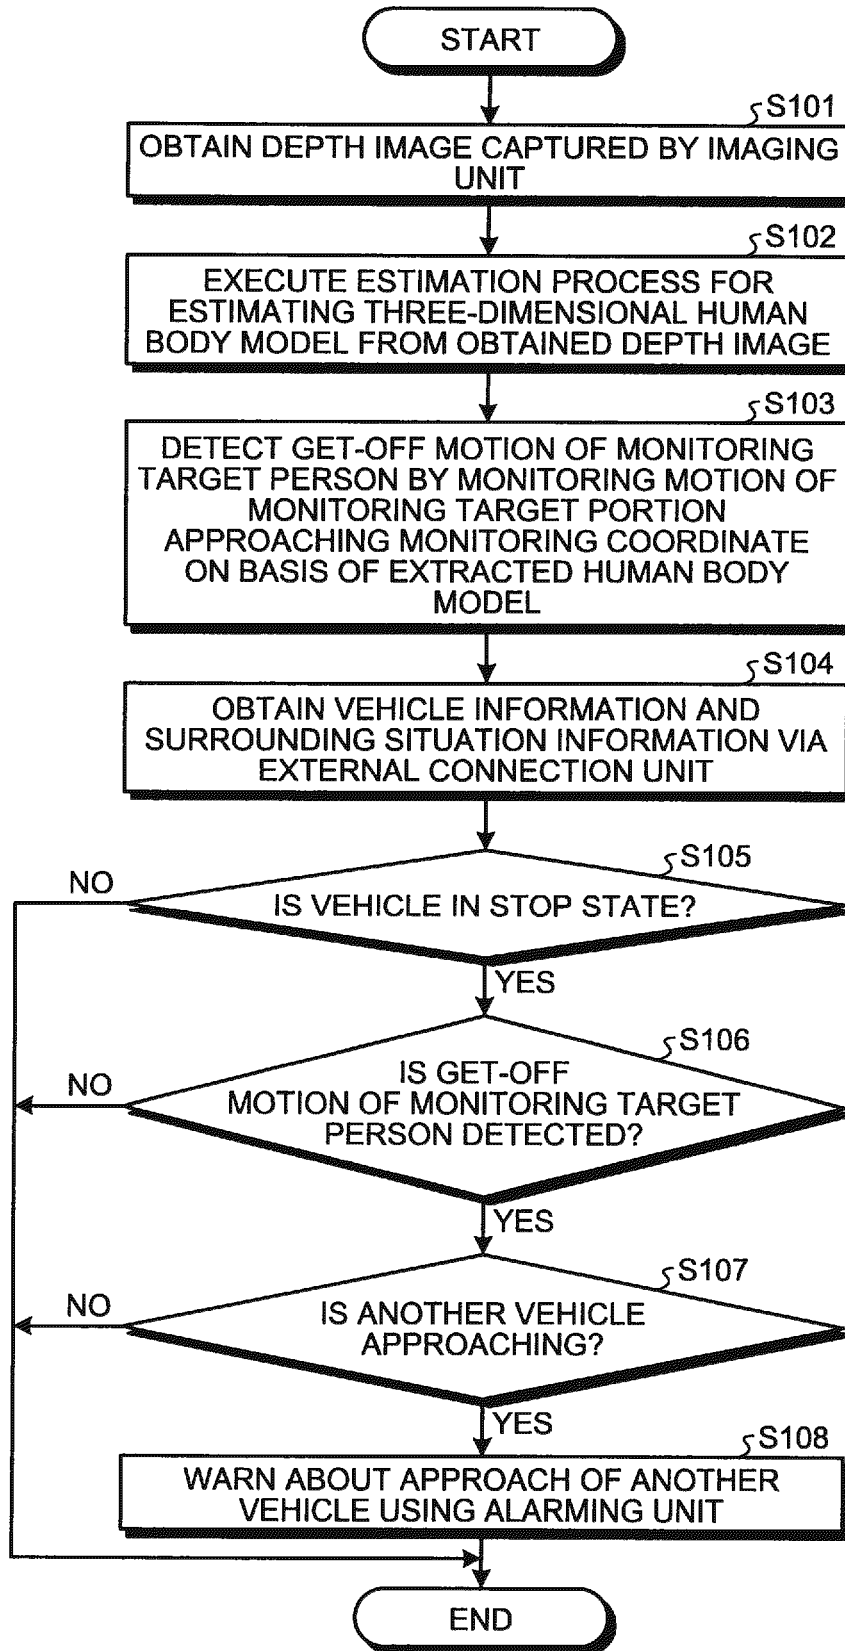 START
S101
OBTAIN DEPTH IMAGE CAPTURED BY IMAGING
UNIT
S102
EXECUTE ESTIMATION PROCESS FOR
ESTIMATING THREE-DIMENSIONAL HUMAN
BODY MODEL FROM OBTAINED DEPTH IMAGE
S103
DETECT GET-OFF MOTION OF MONITORING
TARGET PERSON BY MONITORING MOTION OF
MONITORING TARGET PORTION
APPROACHING MONITORING COORDINATE
ON BASIS OF EXTRACTED HUMAN BODY
MODEL
S104
OBTAIN VEHICLE INFORMATION AND
SURROUNDING SITUATION INFORMATION VIA
EXTERNAL CONNECTION UNIT
S105
NO
IS VEHICLE IN STOP STATE?
YES
S106
NO
IS GET-OFF
MOTION OF MONITORING TARGET
PERSON DETECTED?
YES
S107
NO
IS ANOTHER VEHICLE
APPROACHING?
YES
S108
WARN ABOUT APPROACH OF ANOTHER
VEHICLE USING ALARMING UNIT
END